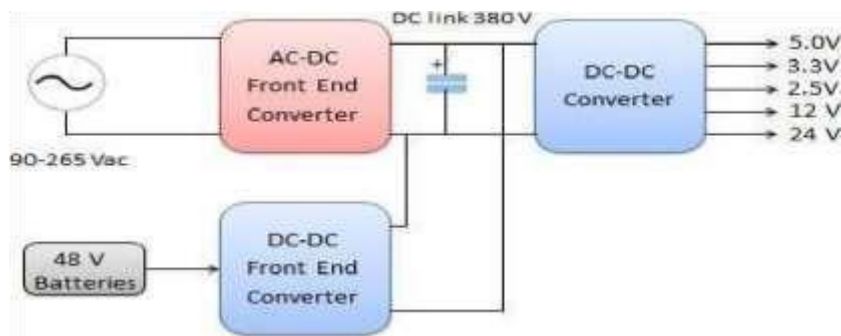 DC link 380 V
AC-DC
Front End
Converter
+
DC-DC
Converter
5.0V
3.3V
2.5V
12 V
24 V
90-265 Vac
48 V
Batteries
DC-DC
Front End
Converter